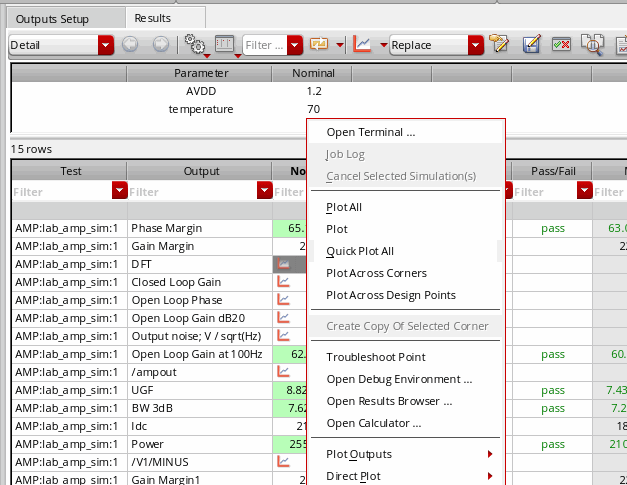 Outputs Setup Results
Detail Filter ... Replace
Parameter Nominal
AVDD 1.2
temperature 70
15 rows
Test Output No Pass/Fail
Filter Filter Filter
AMP:lab_amp_sim:1 Phase Margin 65. pass 63.0
AMP:lab_amp_sim:1 Gain Margin 2 22
AMP:lab_amp_sim:1 DFT
AMP:lab_amp_sim:1 Closed Loop Gain
AMP:lab_amp_sim:1 Open Loop Phase
AMP:lab_amp_sim:1 Open Loop Gain dB20
AMP:lab_amp_sim:1 Output noise; V / sqrt(Hz)
AMP:lab_amp_sim:1 Open Loop Gain at 100Hz 62. pass 60.
AMP:lab_amp_sim:1 /ampout
AMP:lab_amp_sim:1 UGF 8.82 pass 7.43
AMP:lab_amp_sim:1 BW 3dB 7.62 pass 7.2
AMP:lab_amp_sim:1 Idc 21 18
AMP:lab_amp_sim:1 Power 255 pass 210
AMP:lab_amp_sim:1 /V1/MINUS
AMP:lab_amp_sim:1 Gain Margin1 2 22
Open Terminal ...
Job Log
Cancel Selected Simulation(s)
Plot All
Plot
Quick Plot All
Plot Across Corners
Plot Across Design Points
Create Copy Of Selected Corner
Troubleshoot Point
Open Debug Environment ...
Open Results Browser ...
Open Calculator ...
Plot Outputs
Direct Plot